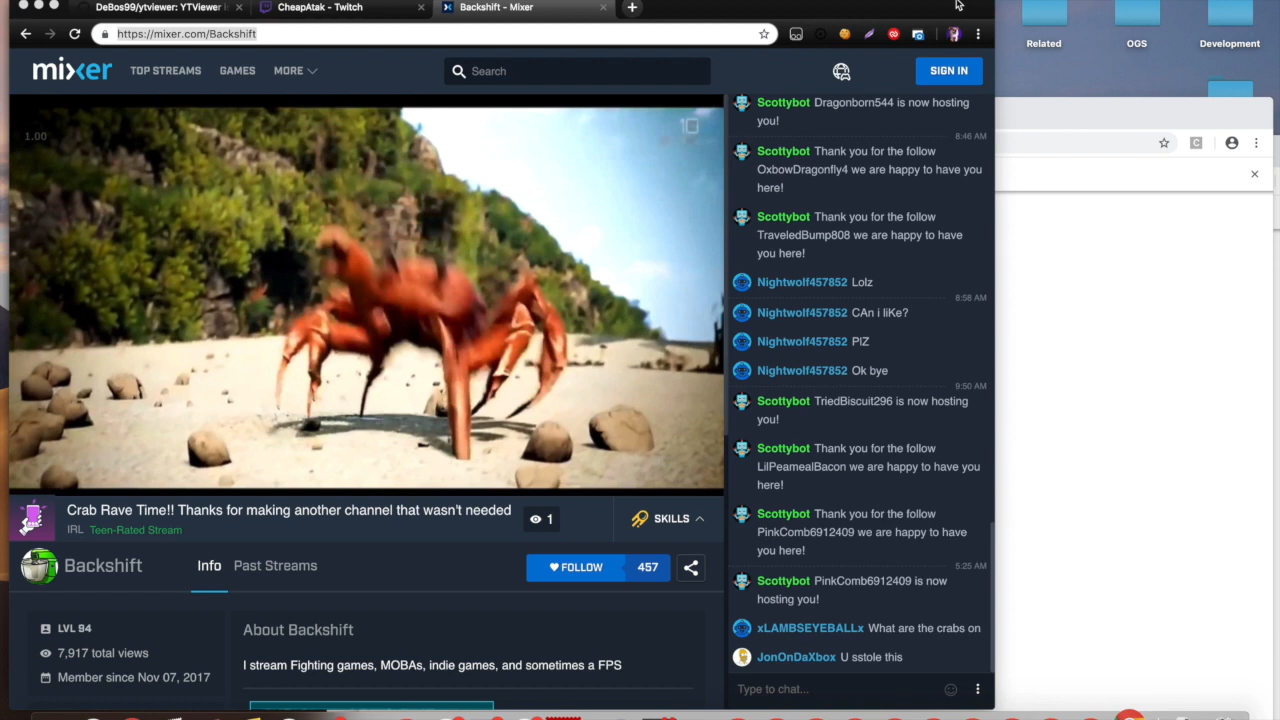 DeBos99/ytviewer: YTViewer
CheapAtak - Twitch
Backshift - Mixer
https://mixer.com/Backshift
Related
OGS
Development
mixer
TOP STREAMS
GAMES
MORE
Search
SIGN IN
1.00
Scottybot Dragonborn544 is now hosting
you!
8:46 AM
Scottybot Thank you for the follow
OxbowDragonfly4 we are happy to have you
here!
Scottybot Thank you for the follow
TraveledBump808 we are happy to have
you here!
Nightwolf457852 Lolz
8:58 AM
Nightwolf457852 CAn i liKe?
Nightwolf457852 PlZ
Nightwolf457852 Ok bye
9:50 AM
Scottybot TriedBiscuit296 is now hosting
you!
Scottybot Thank you for the follow
LilPeamealBacon we are happy to have you
here!
Scottybot Thank you for the follow
PinkComb6912409 we are happy to have
you here!
5:25 AM
Scottybot PinkComb6912409 is now
hosting you!
xLAMBSEYEBALLx What are the crabs on
JonOnDaXbox U sstole this
Type to chat...
Crab Rave Time!! Thanks for making another channel that wasn't needed
IRL Teen-Rated Stream
1
SKILLS
Backshift
Info
Past Streams
FOLLOW
457
LVL 94
7,917 total views
Member since Nov 07, 2017
About Backshift
I stream Fighting games, MOBAs, indie games, and sometimes a FPS
C